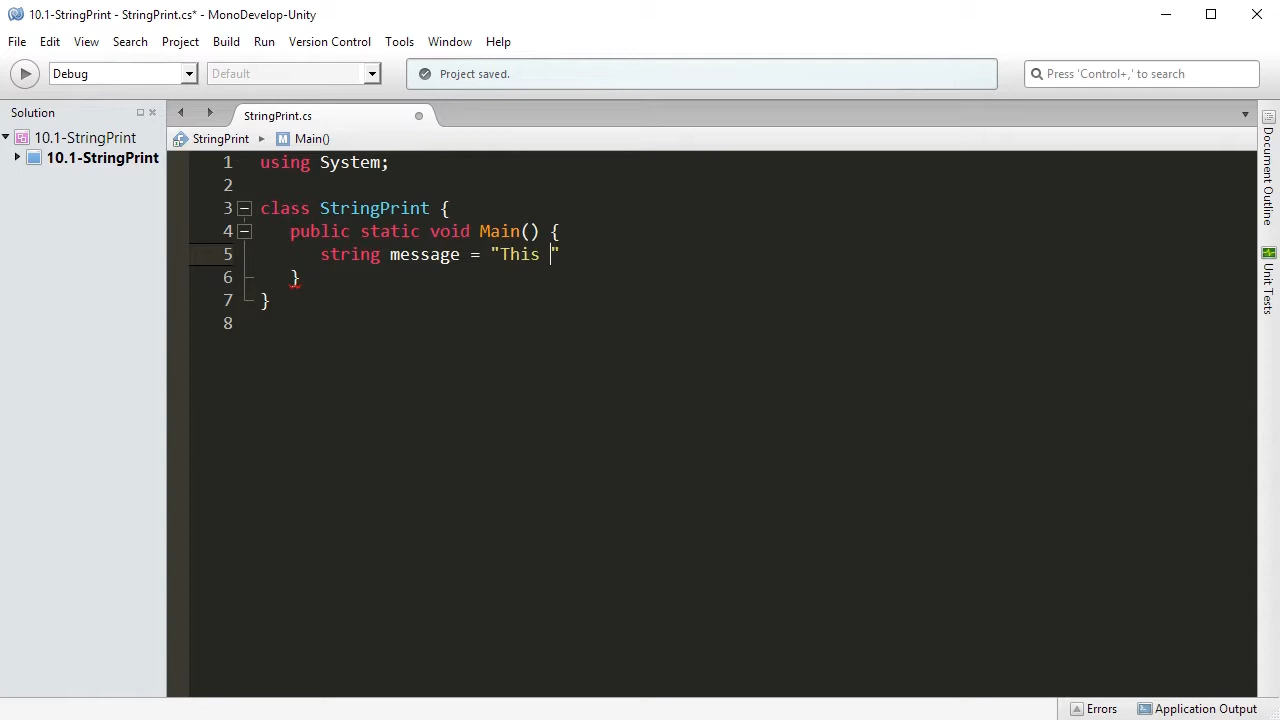 10.1-StringPrint - StringPrint.cs* - MonoDevelop-Unity
File Edit View Search Project Build Run Version Control Tools Window Help
Debug Default Project saved. Press 'Control+,' to search
Solution StringPrint.cs
10.1-StringPrint StringPrint Main()
10.1-StringPrint
1 using System;
2
3 class StringPrint {
4 public static void Main() {
5 string message = "This "
6 }
7 }
8
Document Outline
Unit Tests
Errors Application Output